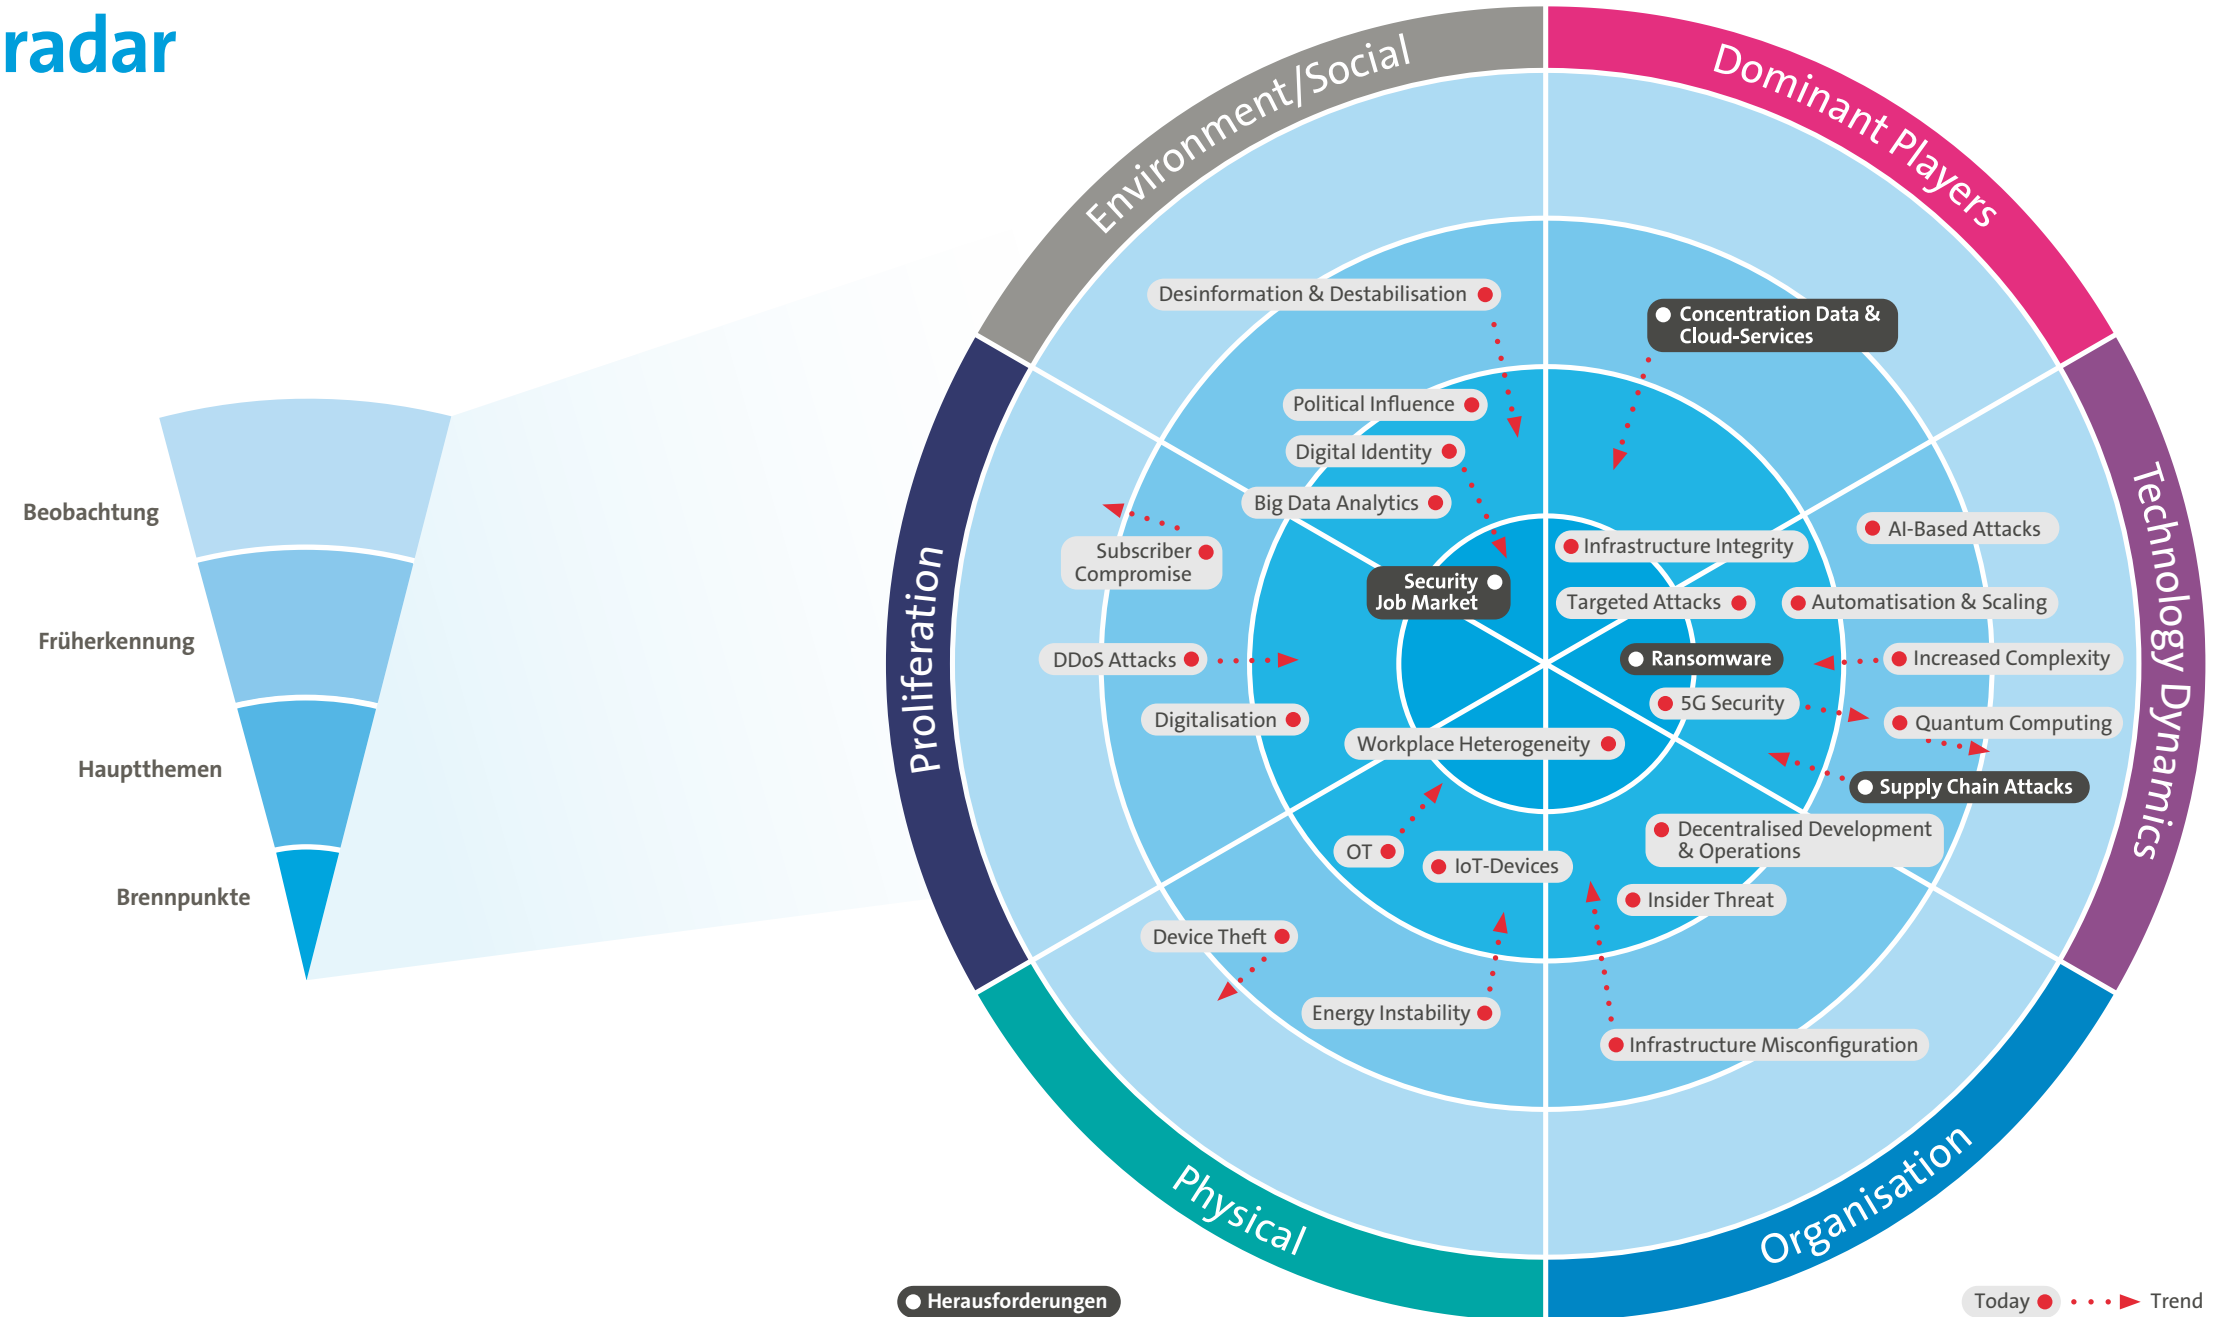 radar
Beobachtung
Früherkennung
Hauptthemen
Brennpunkte
Environment/Social
Dominant Players
Technology Dynamics
Organisation
Physical
Proliferation
Desinformation & Destabilisation
Political Influence
Digital Identity
Big Data Analytics
Security
Job Market
Concentration Data &
Cloud-Services
Infrastructure Integrity
Targeted Attacks
AI-Based Attacks
Automatisation & Scaling
Ransomware
Increased Complexity
5G Security
Quantum Computing
Supply Chain Attacks
Subscriber
Compromise
DDoS Attacks
Digitalisation
Workplace Heterogeneity
OT
IoT-Devices
Device Theft
Energy Instability
Decentralised Development
& Operations
Insider Threat
Infrastructure Misconfiguration
Herausforderungen
Today
Trend